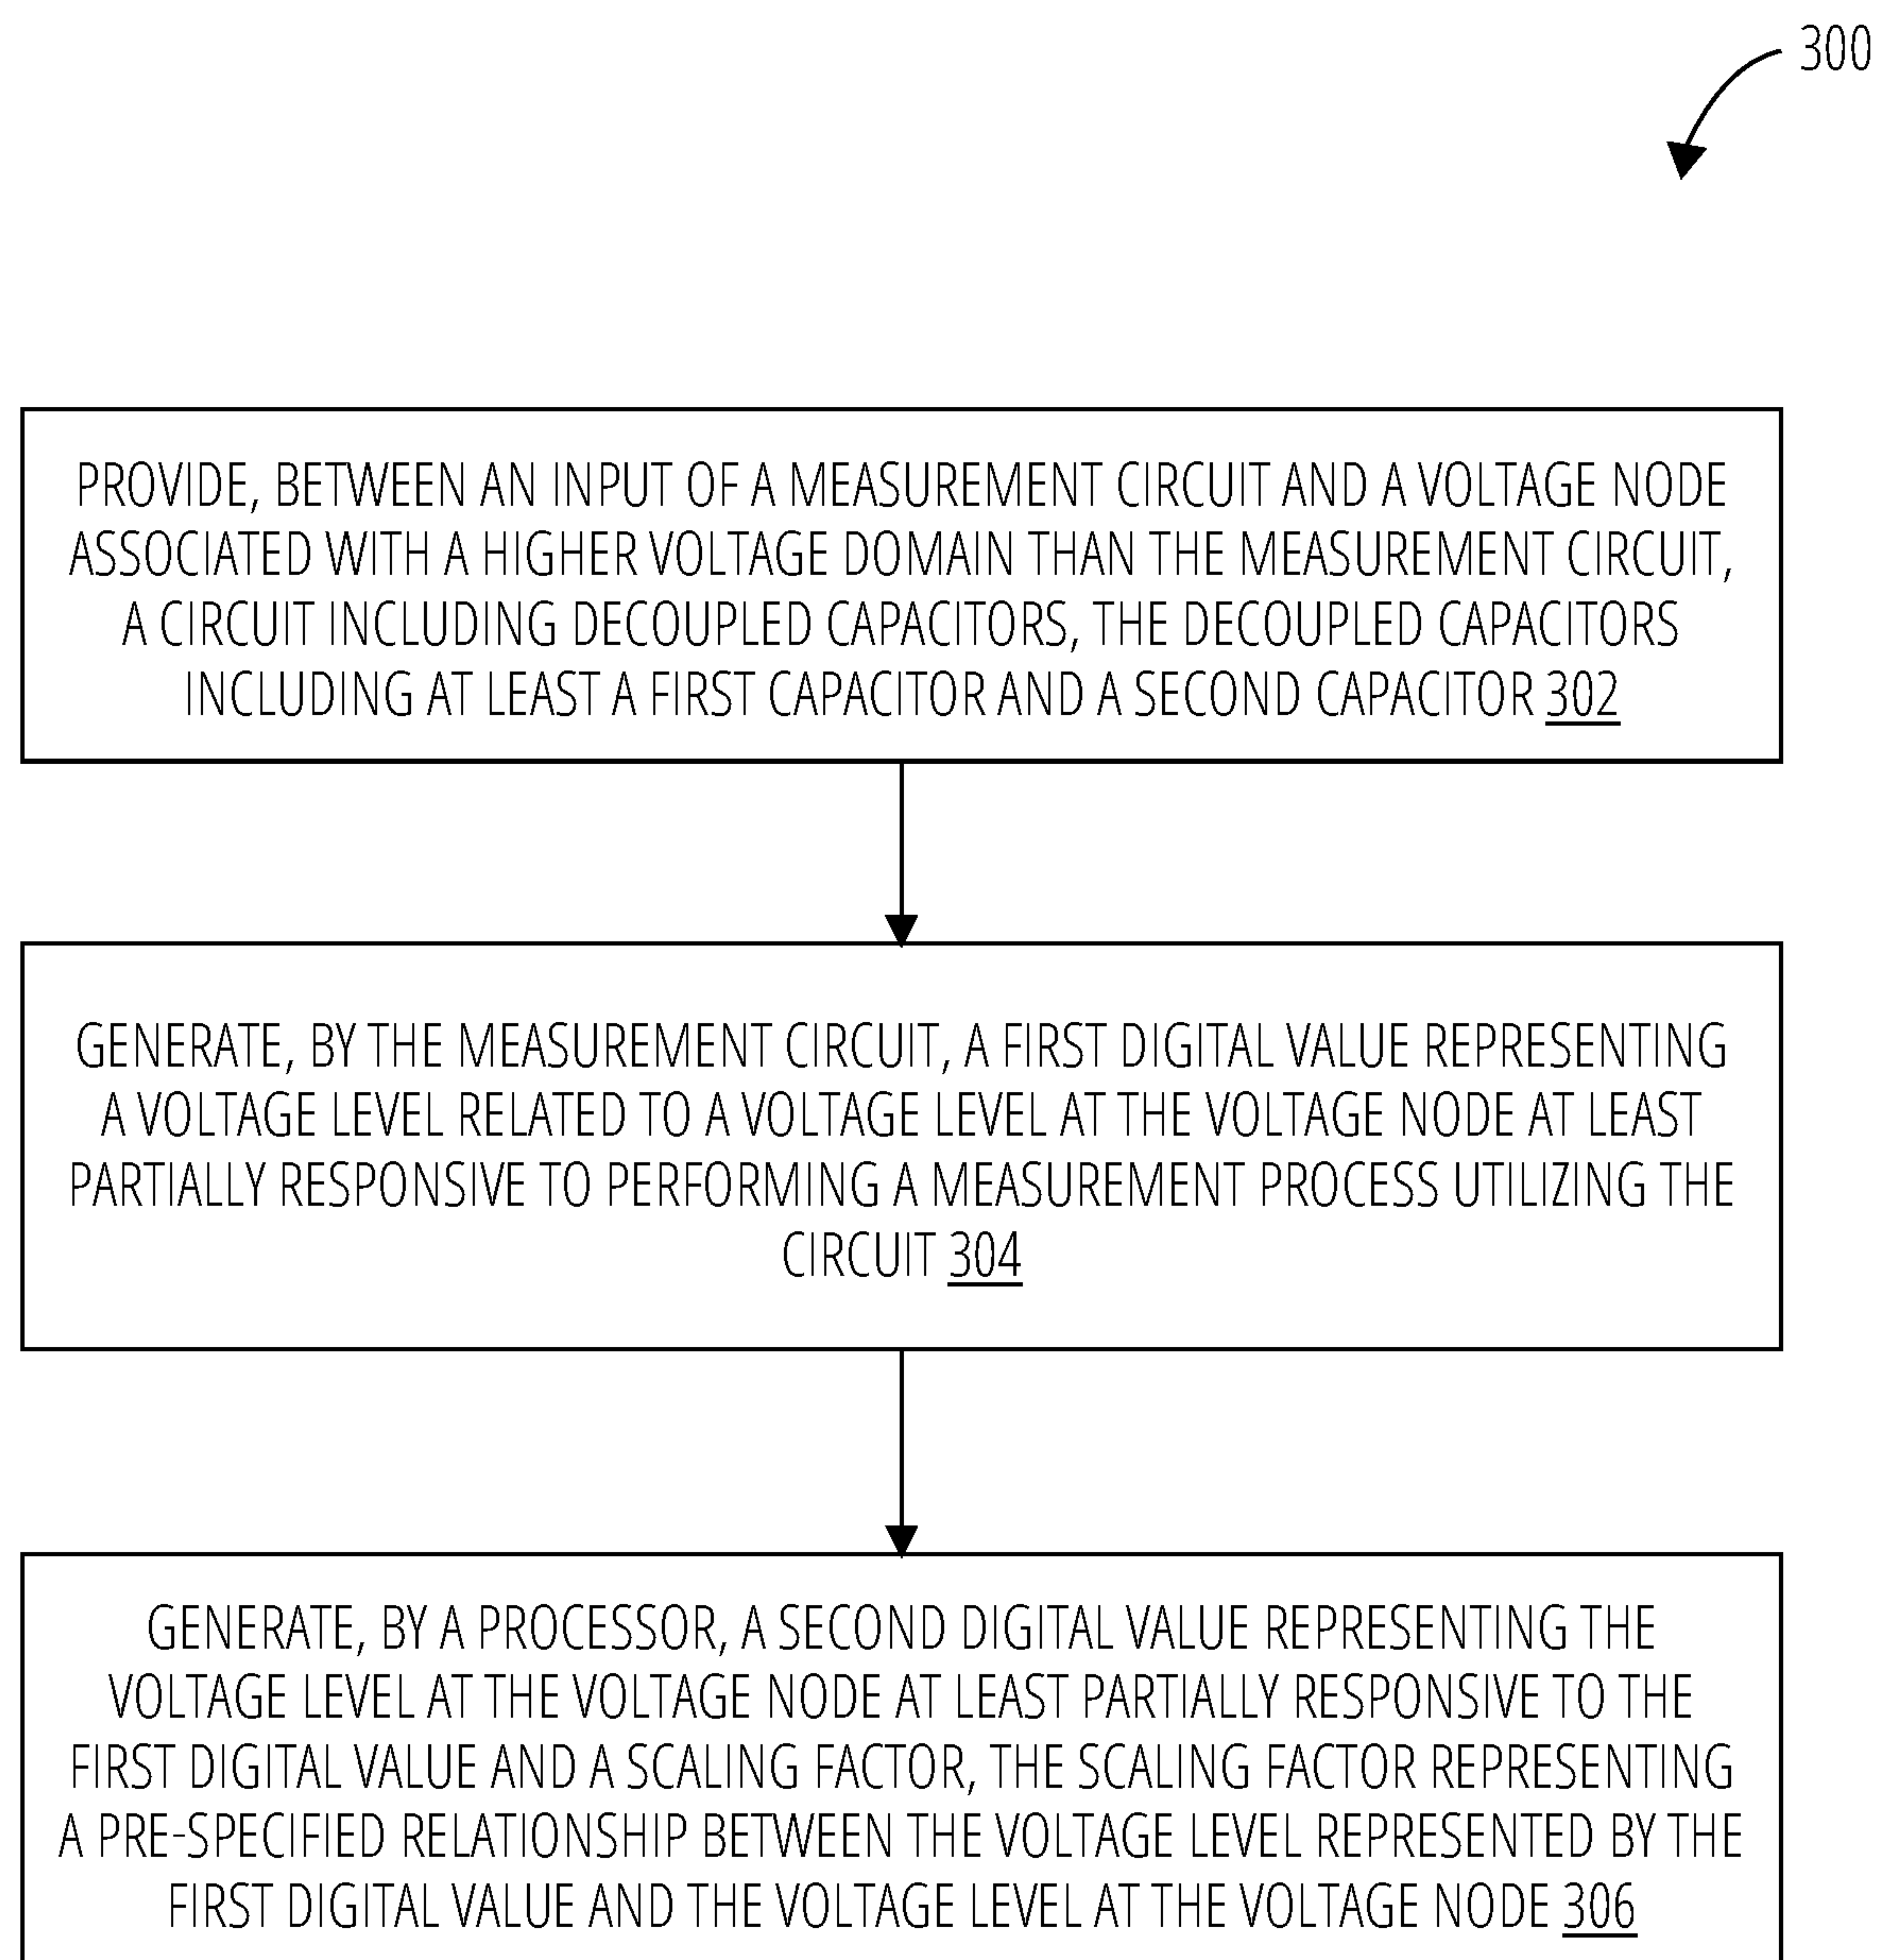 300
PROVIDE, BETWEEN AN INPUT OF A MEASUREMENT CIRCUIT AND A VOLTAGE NODE
ASSOCIATED WITH A HIGHER VOLTAGE DOMAIN THAN THE MEASUREMENT CIRCUIT,
A CIRCUIT INCLUDING DECOUPLED CAPACITORS, THE DECOUPLED CAPACITORS
INCLUDING AT LEAST A FIRST CAPACITOR AND A SECOND CAPACITOR 302
GENERATE, BY THE MEASUREMENT CIRCUIT, A FIRST DIGITAL VALUE REPRESENTING
A VOLTAGE LEVEL RELATED TO A VOLTAGE LEVEL AT THE VOLTAGE NODE AT LEAST
PARTIALLY RESPONSIVE TO PERFORMING A MEASUREMENT PROCESS UTILIZING THE
CIRCUIT 304
GENERATE, BY A PROCESSOR, A SECOND DIGITAL VALUE REPRESENTING THE
VOLTAGE LEVEL AT THE VOLTAGE NODE AT LEAST PARTIALLY RESPONSIVE TO THE
FIRST DIGITAL VALUE AND A SCALING FACTOR, THE SCALING FACTOR REPRESENTING
A PRE-SPECIFIED RELATIONSHIP BETWEEN THE VOLTAGE LEVEL REPRESENTED BY THE
FIRST DIGITAL VALUE AND THE VOLTAGE LEVEL AT THE VOLTAGE NODE 306